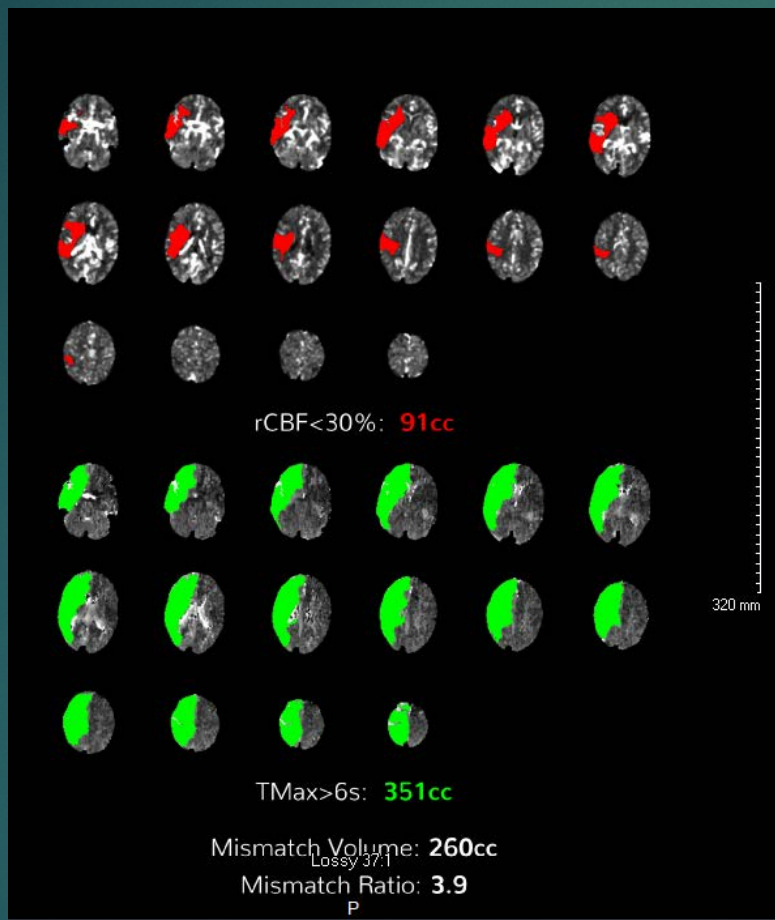 rCBF<30%: 91cc
320 mm
TMax>6s: 351cc
Mismatch Volume: 260cc
Lossy 37:1
Mismatch Ratio: 3.9
P